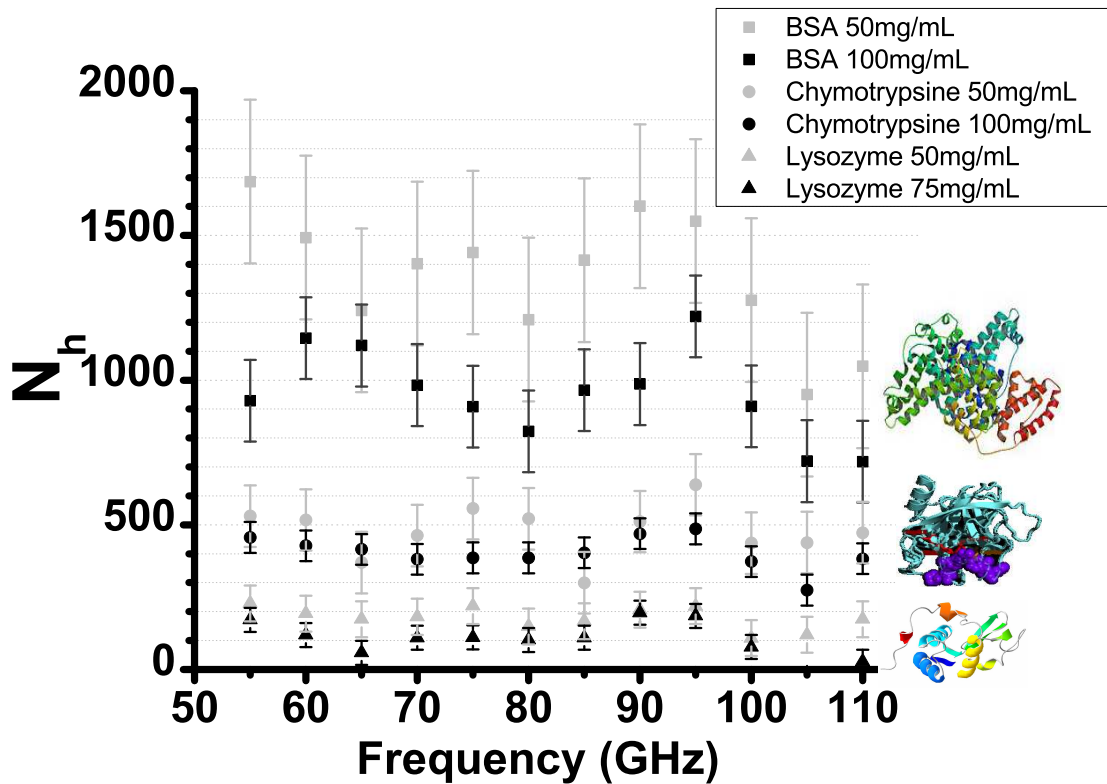 BSA 50mg/mL
BSA 100mg/mL
Chymotrypsine 50mg/mL
Chymotrypsine 100mg/mL
Lysozyme 50mg/mL
Lysozyme 75mg/mL
2000
1500
1000
500
0
Nh
50 60 70 80 90 100 110
Frequency (GHz)